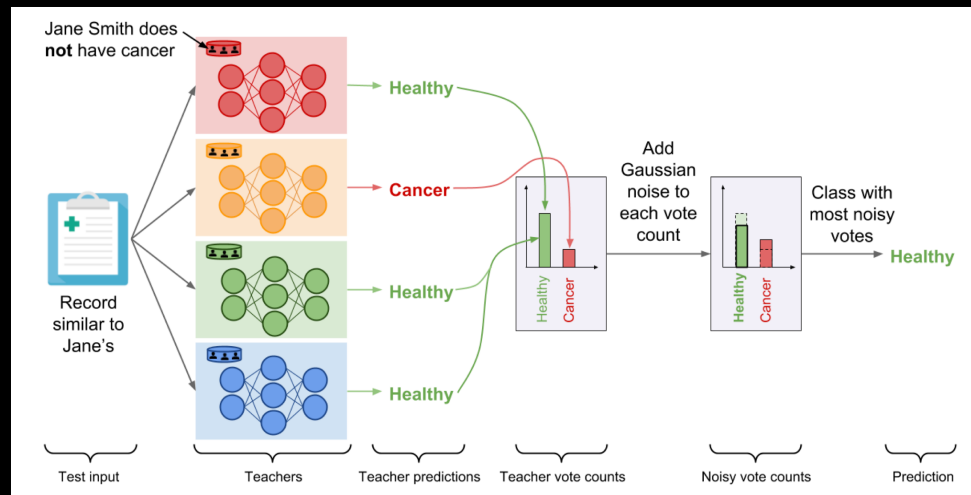 Jane Smith does
not have cancer
Healthy
Cancer
Healthy
Healthy
Record
similar to
Jane's
Healthy
Cancer
Add
Gaussian
noise to
each vote
count
Healthy
Cancer
Class with
most noisy
votes
Healthy
Test input
Teachers
Teacher predictions
Teacher vote counts
Noisy vote counts
Prediction